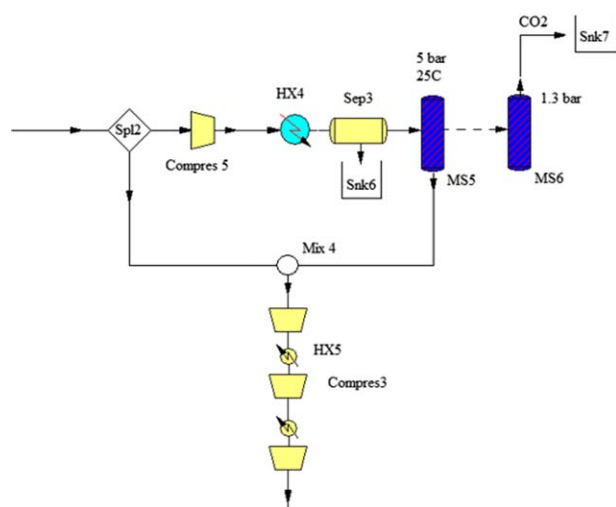 CO2
Snk7
5 bar
25C
HX4
Sep3
1.3 bar
Spl2
Compres 5
Snk6
MS5
MS6
Mix 4
HX5
Compres3